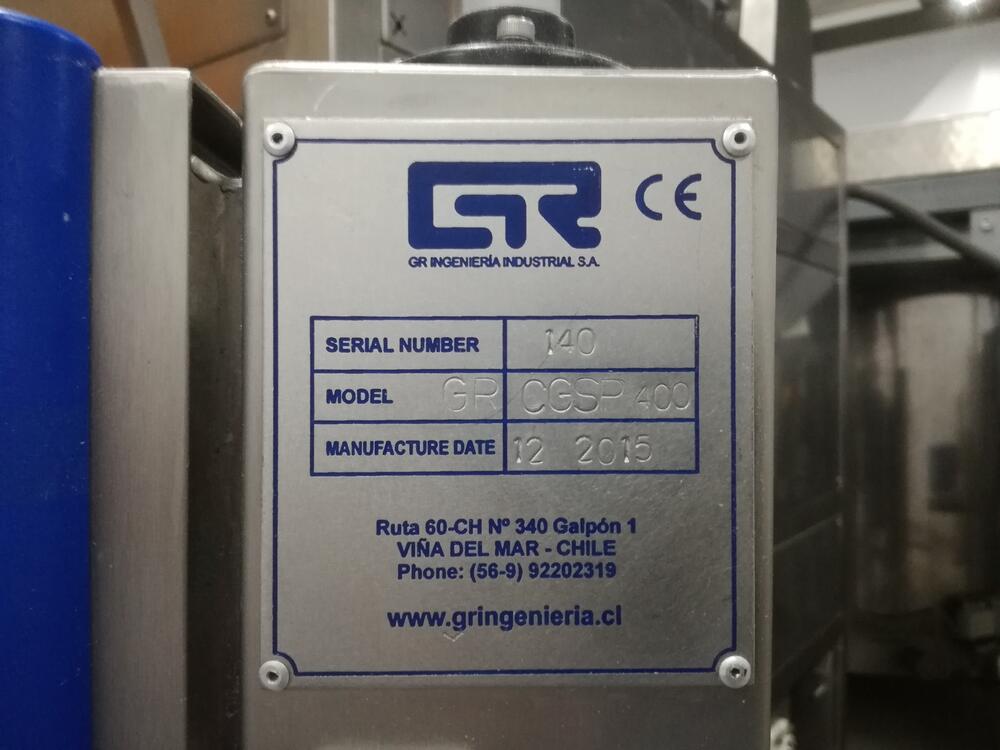 GR CE
GR INGENIERÍA INDUSTRIAL S.A.
SERIAL NUMBER 140
MODEL GR CGSP 400
MANUFACTURE DATE 12 2015
Ruta 60-CH Nº 340 Galpón 1
VIÑA DEL MAR - CHILE
Phone: (56-9) 92202319
www.gringenieria.cl